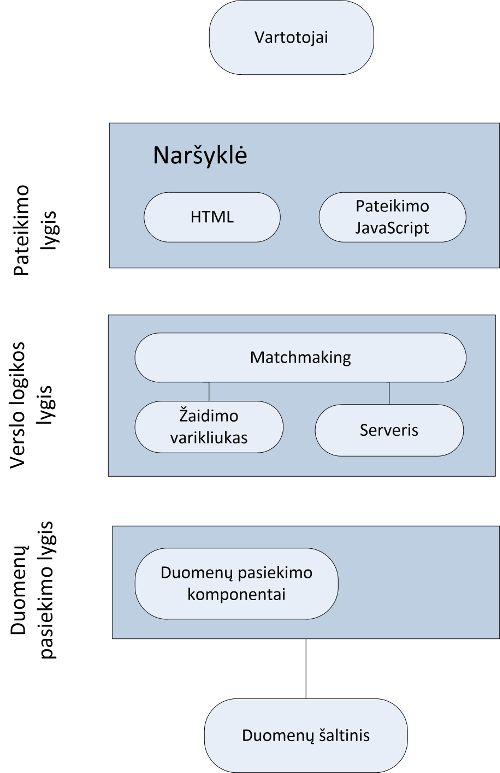 Vartotojai
Pateikimo
lygis
Naršyklė
HTML
Pateikimo
JavaScript
Verslo logikos
lygis
Matchmaking
Žaidimo
varikliukas
Serveris
Duomenų
pasiekimo lygis
Duomenų pasiekimo
komponentai
Duomenų šaltinis